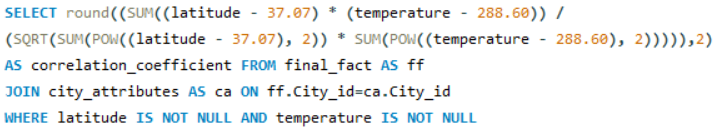 SELECT round((SUM((latitude - 37.07) * (temperature - 288.60)) /
(SQRT(SUM(POW((latitude - 37.07), 2)) * SUM(POW((temperature - 288.60), 2))))),2)
AS correlation_coefficient FROM final_fact AS ff
JOIN city_attributes AS ca ON ff.City_id=ca.City_id
WHERE latitude IS NOT NULL AND temperature IS NOT NULL